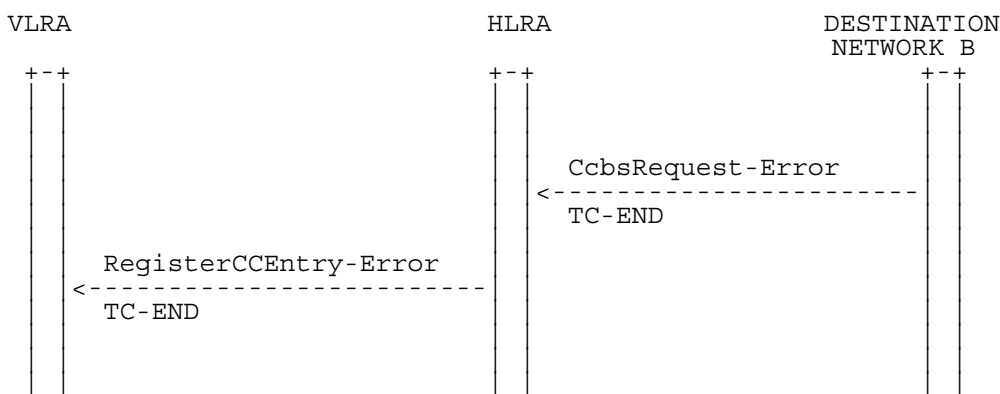 VLRA HLRA DESTINATION
NETWORK B
CcbsRequest-Error
TC-END
RegisterCCEntry-Error
TC-END